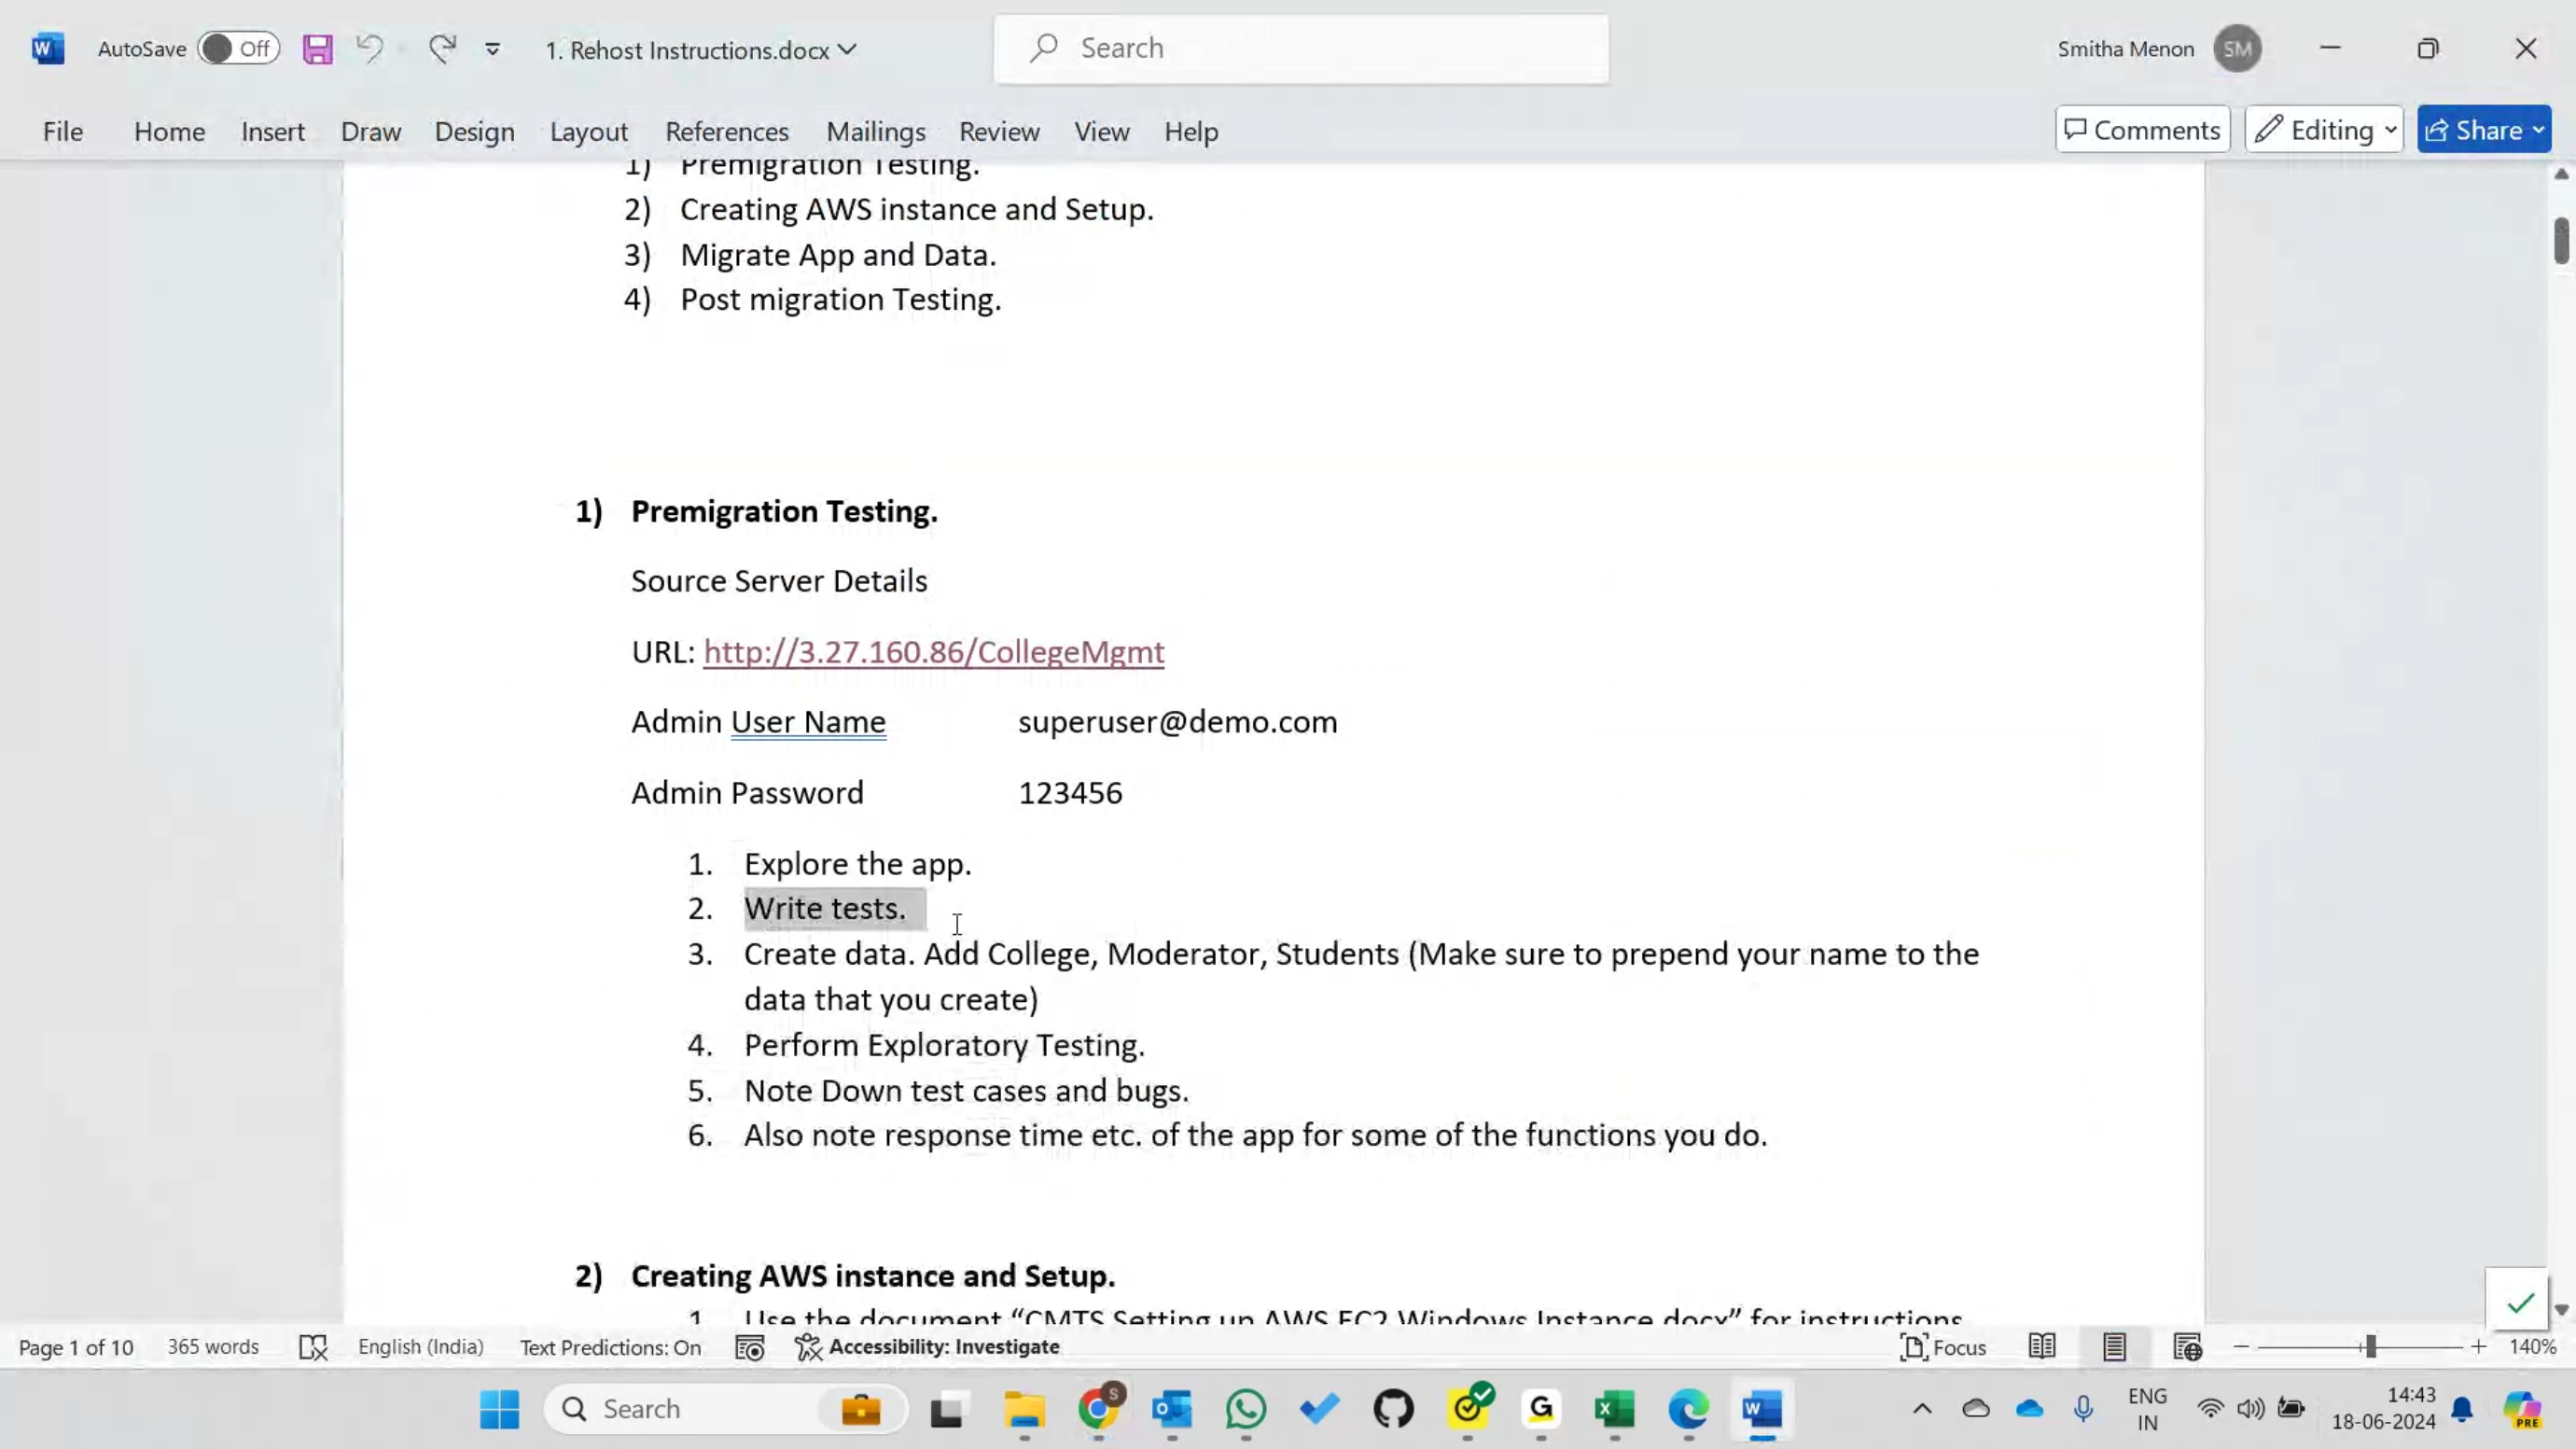 AutoSave Off 1. Rehost Instructions.docx Search Smitha Menon SM
File Home Insert Draw Design Layout References Mailings Review View Help Comments Editing Share
1) Premigration Testing.
2) Creating AWS instance and Setup.
3) Migrate App and Data.
4) Post migration Testing.
1) Premigration Testing.
Source Server Details
URL: http://3.27.160.86/CollegeMgmt
Admin User Name superuser@demo.com
Admin Password 123456
1. Explore the app.
2. Write tests.
3. Create data. Add College, Moderator, Students (Make sure to prepend your name to the
data that you create)
4. Perform Exploratory Testing.
5. Note Down test cases and bugs.
6. Also note response time etc. of the app for some of the functions you do.
2) Creating AWS instance and Setup.
1. Use the document “CMTS Setting up AWS EC2 Windows Instance.docx” for instructions
Page 1 of 10 365 words English (India) Text Predictions: On Accessibility: Investigate Focus 140%
Search S ENG 14:43
IN 18-06-2024 PRE